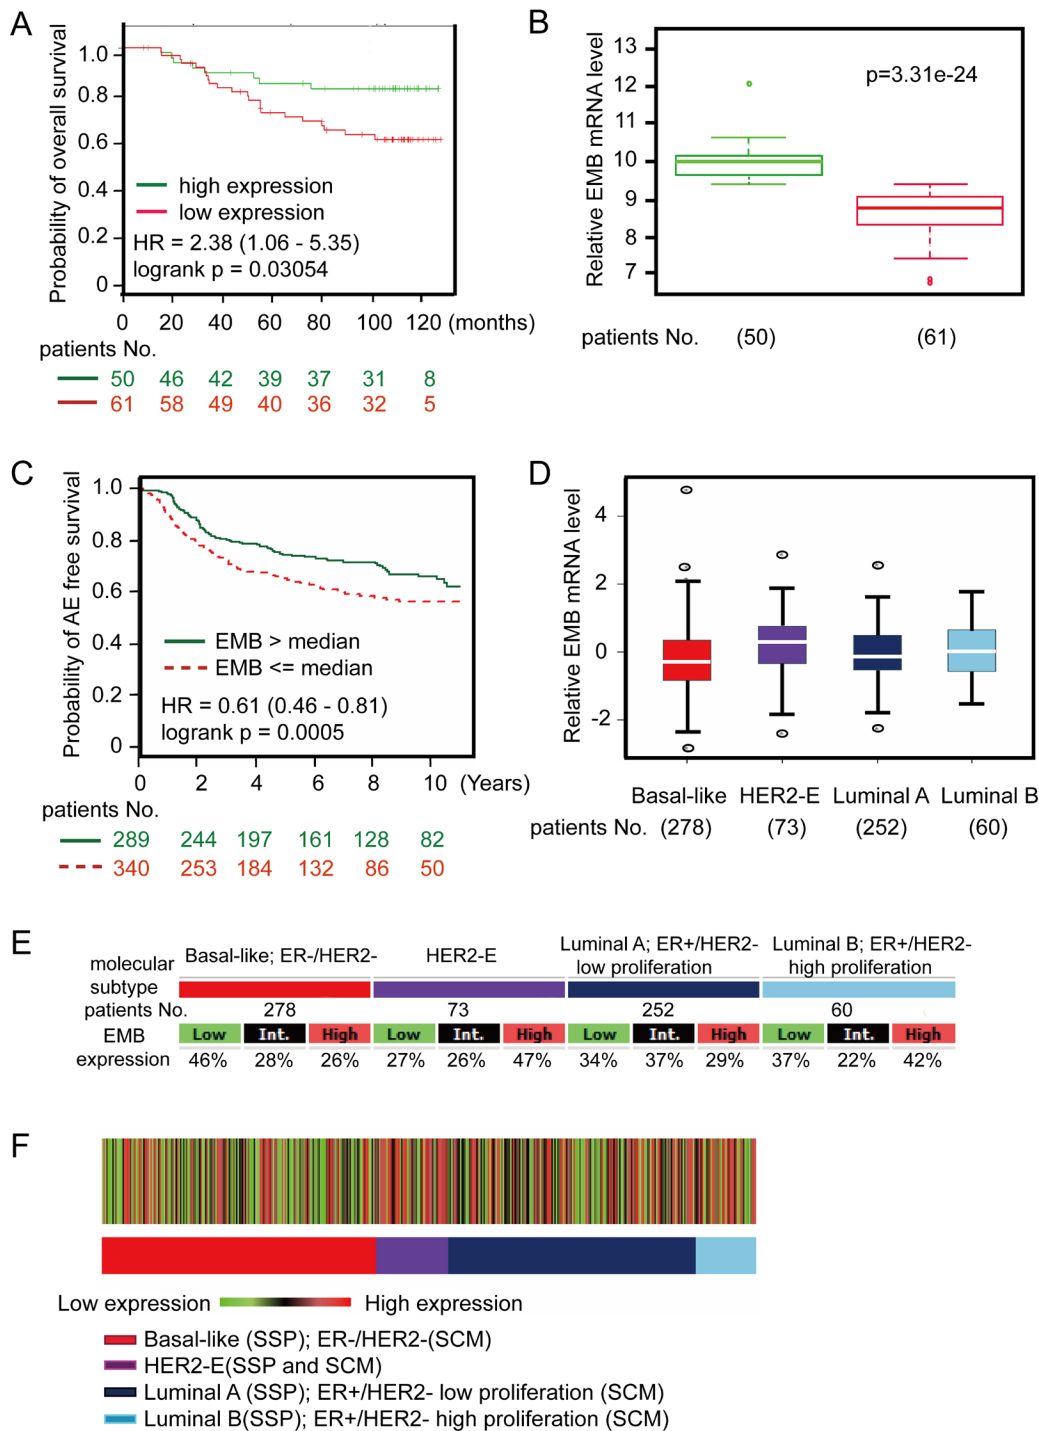 A
Probability of overall survival
1.0
0.8
0.6
0.4
0.2
0
high expression
low expression
HR = 2.38 (1.06 - 5.35)
logrank p = 0.03054
0 20 40 60 80 100 120 (months)
patients No.
50 46 42 39 37 31 8
61 58 49 40 36 32 5
B
Relative EMB mRNA level
13
12
11
10
9
8
7
p=3.31e-24
patients No. (50) (61)
C
Probability of AE free survival
1.0
0.8
0.6
0.4
0.2
0
EMB > median
EMB <= median
HR = 0.61 (0.46 - 0.81)
logrank p = 0.0005
0 2 4 6 8 10 (Years)
patients No.
289 244 197 161 128 82
340 253 184 132 86 50
D
Relative EMB mRNA level
4
2
0
-2
Basal-like HER2-E Luminal A Luminal B
patients No. (278) (73) (252) (60)
E
molecular subtype
Basal-like; ER-/HER2-
HER2-E
Luminal A; ER+/HER2-
low proliferation
Luminal B; ER+/HER2-
high proliferation
patients No. 278 73 252 60
EMB Low Int. High Low Int. High Low Int. High Low Int. High
expression 46% 28% 26% 27% 26% 47% 34% 37% 29% 37% 22% 42%
F
Low expression High expression
Basal-like (SSP); ER-/HER2-(SCM)
HER2-E(SSP and SCM)
Luminal A (SSP); ER+/HER2- low proliferation (SCM)
Luminal B(SSP); ER+/HER2- high proliferation (SCM)